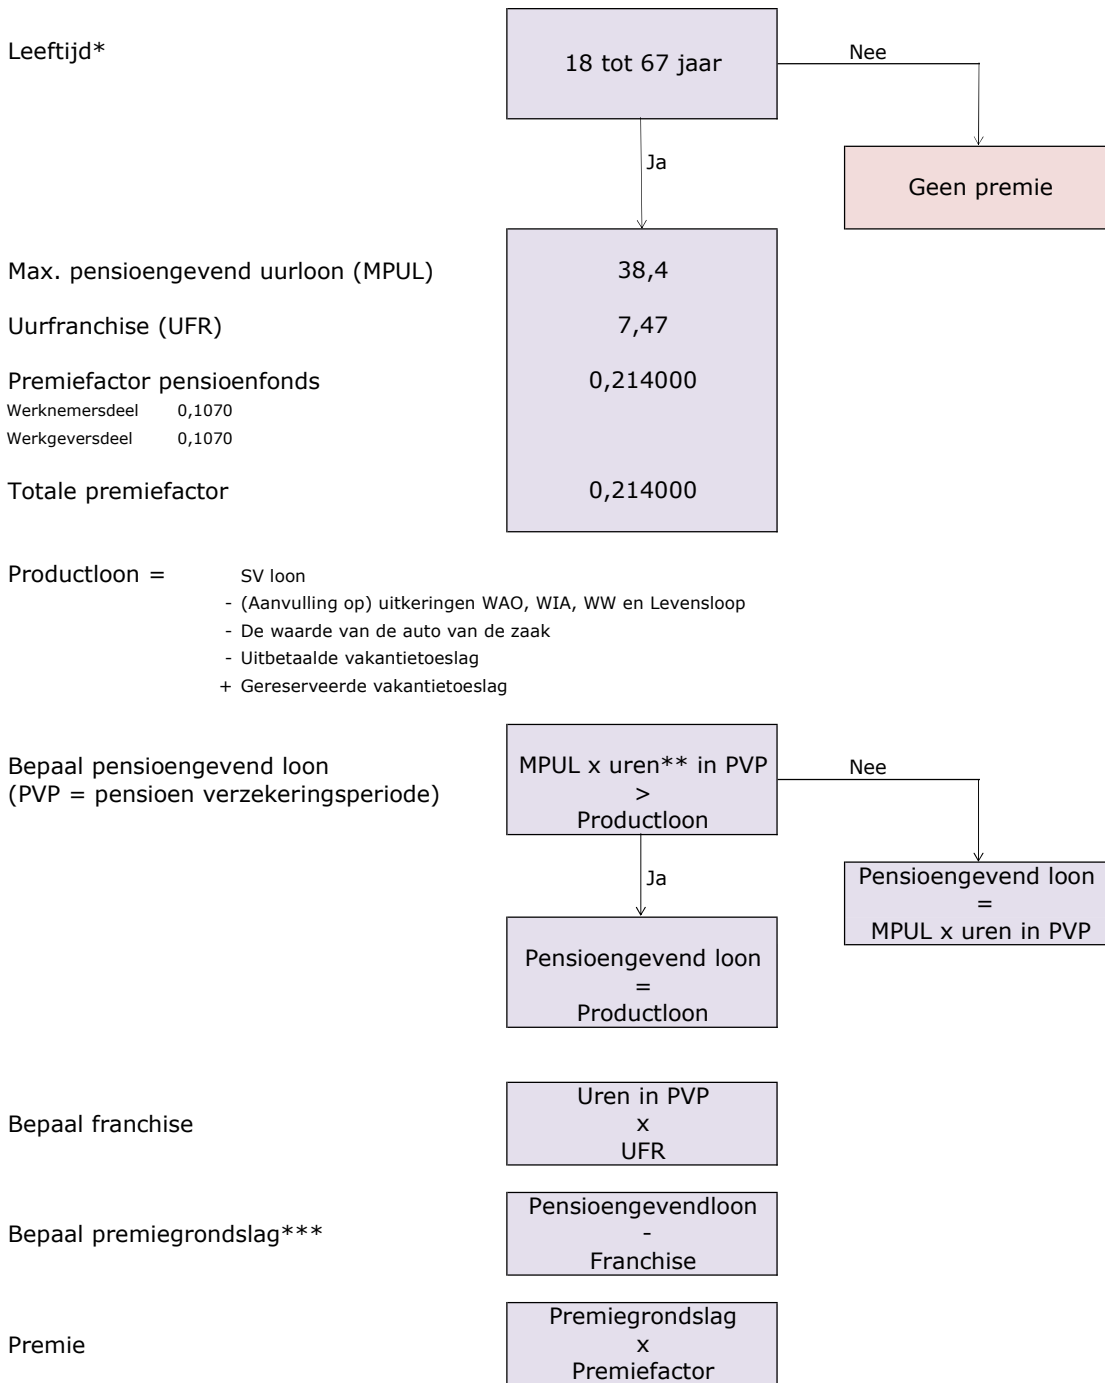 Leeftijd*
18 tot 67 jaar
Nee
Ja
Geen premie
Max. pensioengevend uurloon (MPUL)
38,4
Uurfranchise (UFR)
7,47
Premiefactor pensioenfonds
0,214000
Werknemersdeel 0,1070
Werkgeversdeel 0,1070
Totale premiefactor
0,214000
Productloon = SV loon
- (Aanvulling op) uitkeringen WAO, WIA, WW en Levensloop
- De waarde van de auto van de zaak
- Uitbetaalde vakantietoeslag
+ Gereserveerde vakantietoeslag
Bepaal pensioengevend loon
(PVP = pensioen verzekeringsperiode)
MPUL x uren** in PVP
>
Productloon
Nee
Ja
Pensioengevend loon
=
MPUL x uren in PVP
Pensioengevend loon
=
Productloon
Bepaal franchise
Uren in PVP
x
UFR
Bepaal premiegrondslag***
Pensioengevendloon
-
Franchise
Premie
Premiegrondslag
x
Premiefactor